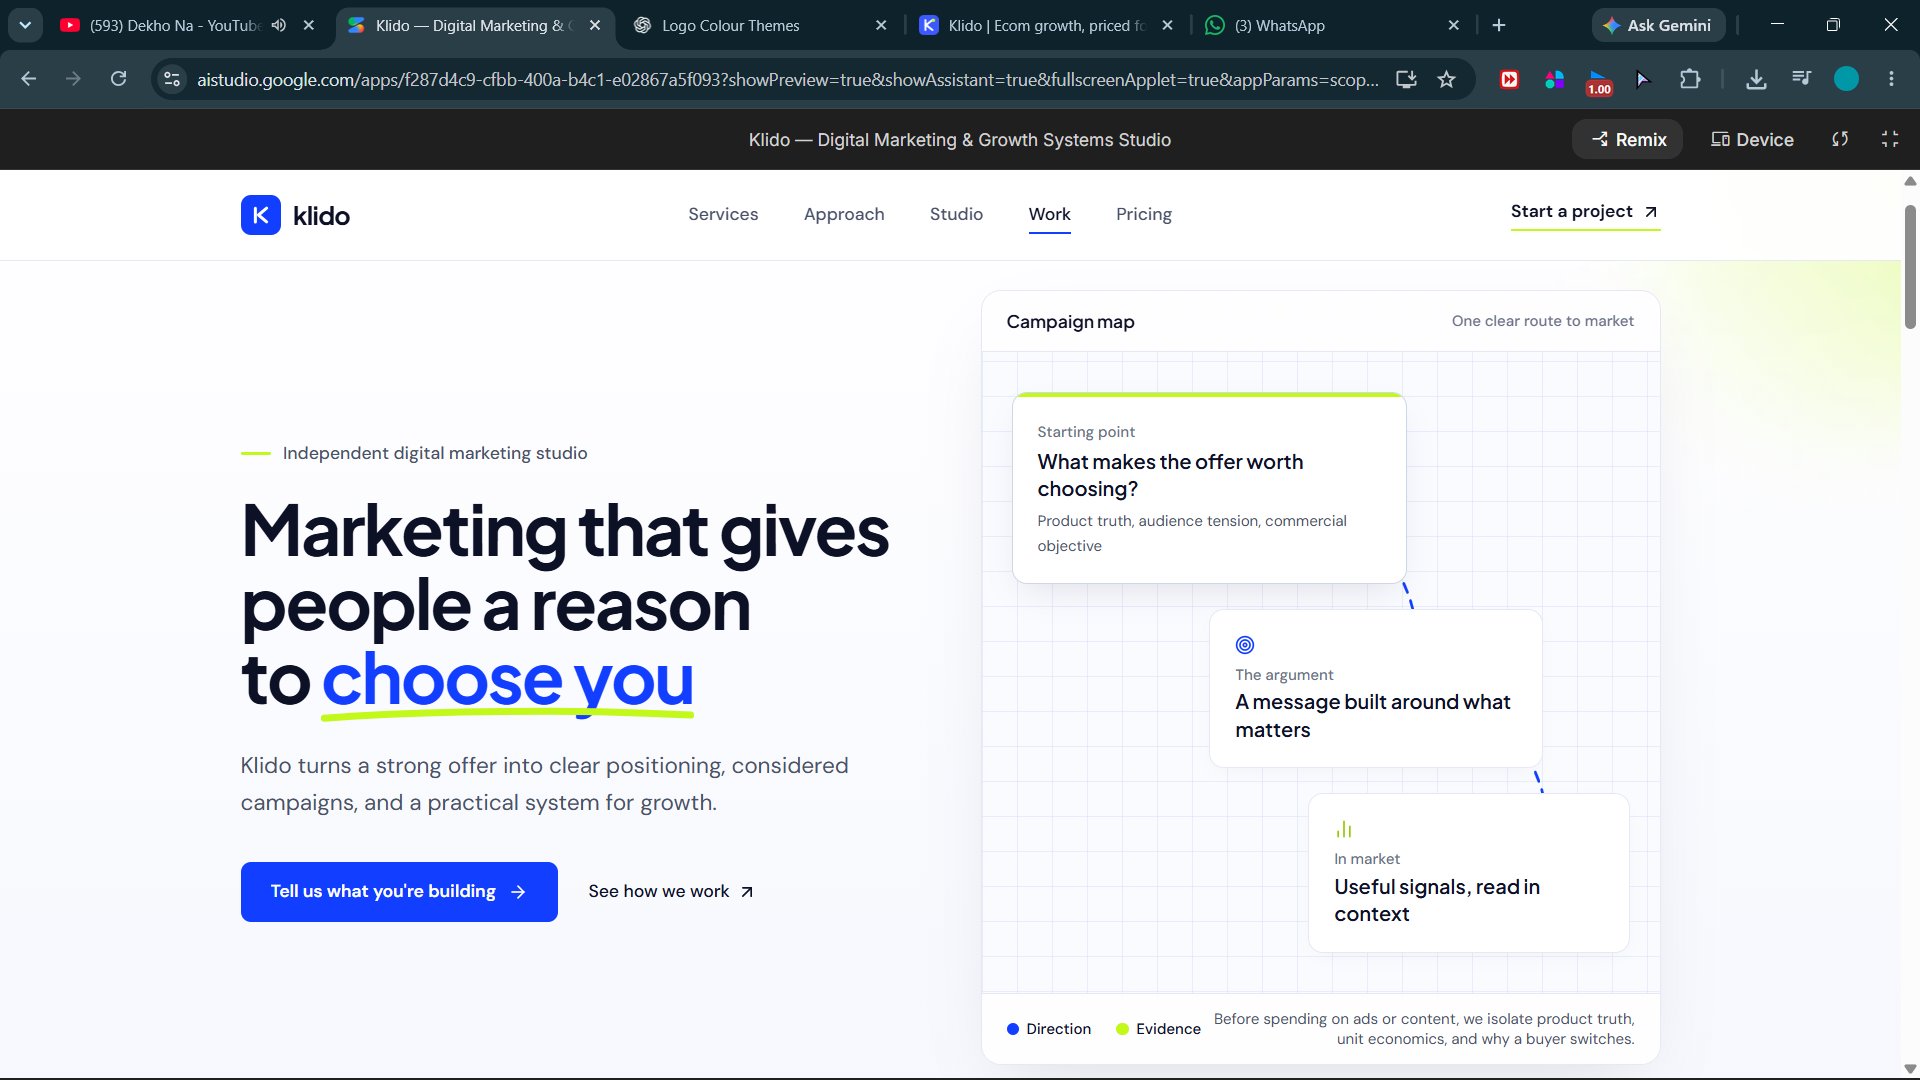 (593) Dekho Na - YouTube
Klido — Digital Marketing &
Logo Colour Themes
Klido | Ecom growth, priced fo
(3) WhatsApp
Ask Gemini
aistudio.google.com/apps/f287d4c9-cfbb-400a-b4c1-e02867a5f093?showPreview=true&showAssistant=true&fullscreenApplet=true&appParams=scop...
1.00
Klido — Digital Marketing & Growth Systems Studio
Remix
Device
K klido
Services
Approach
Studio
Work
Pricing
Start a project
Independent digital marketing studio
Marketing that gives
people a reason
to choose you
Klido turns a strong offer into clear positioning, considered
campaigns, and a practical system for growth.
Tell us what you're building
See how we work
Campaign map
One clear route to market
Starting point
What makes the offer worth
choosing?
Product truth, audience tension, commercial
objective
The argument
A message built around what
matters
In market
Useful signals, read in
context
Direction
Evidence
Before spending on ads or content, we isolate product truth,
unit economics, and why a buyer switches.